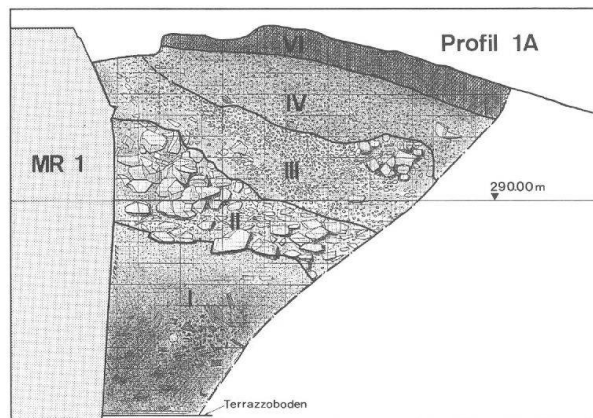 VI
Profil 1A
IV
MR 1
III
290.00 m
II
I
Terrazzoboden